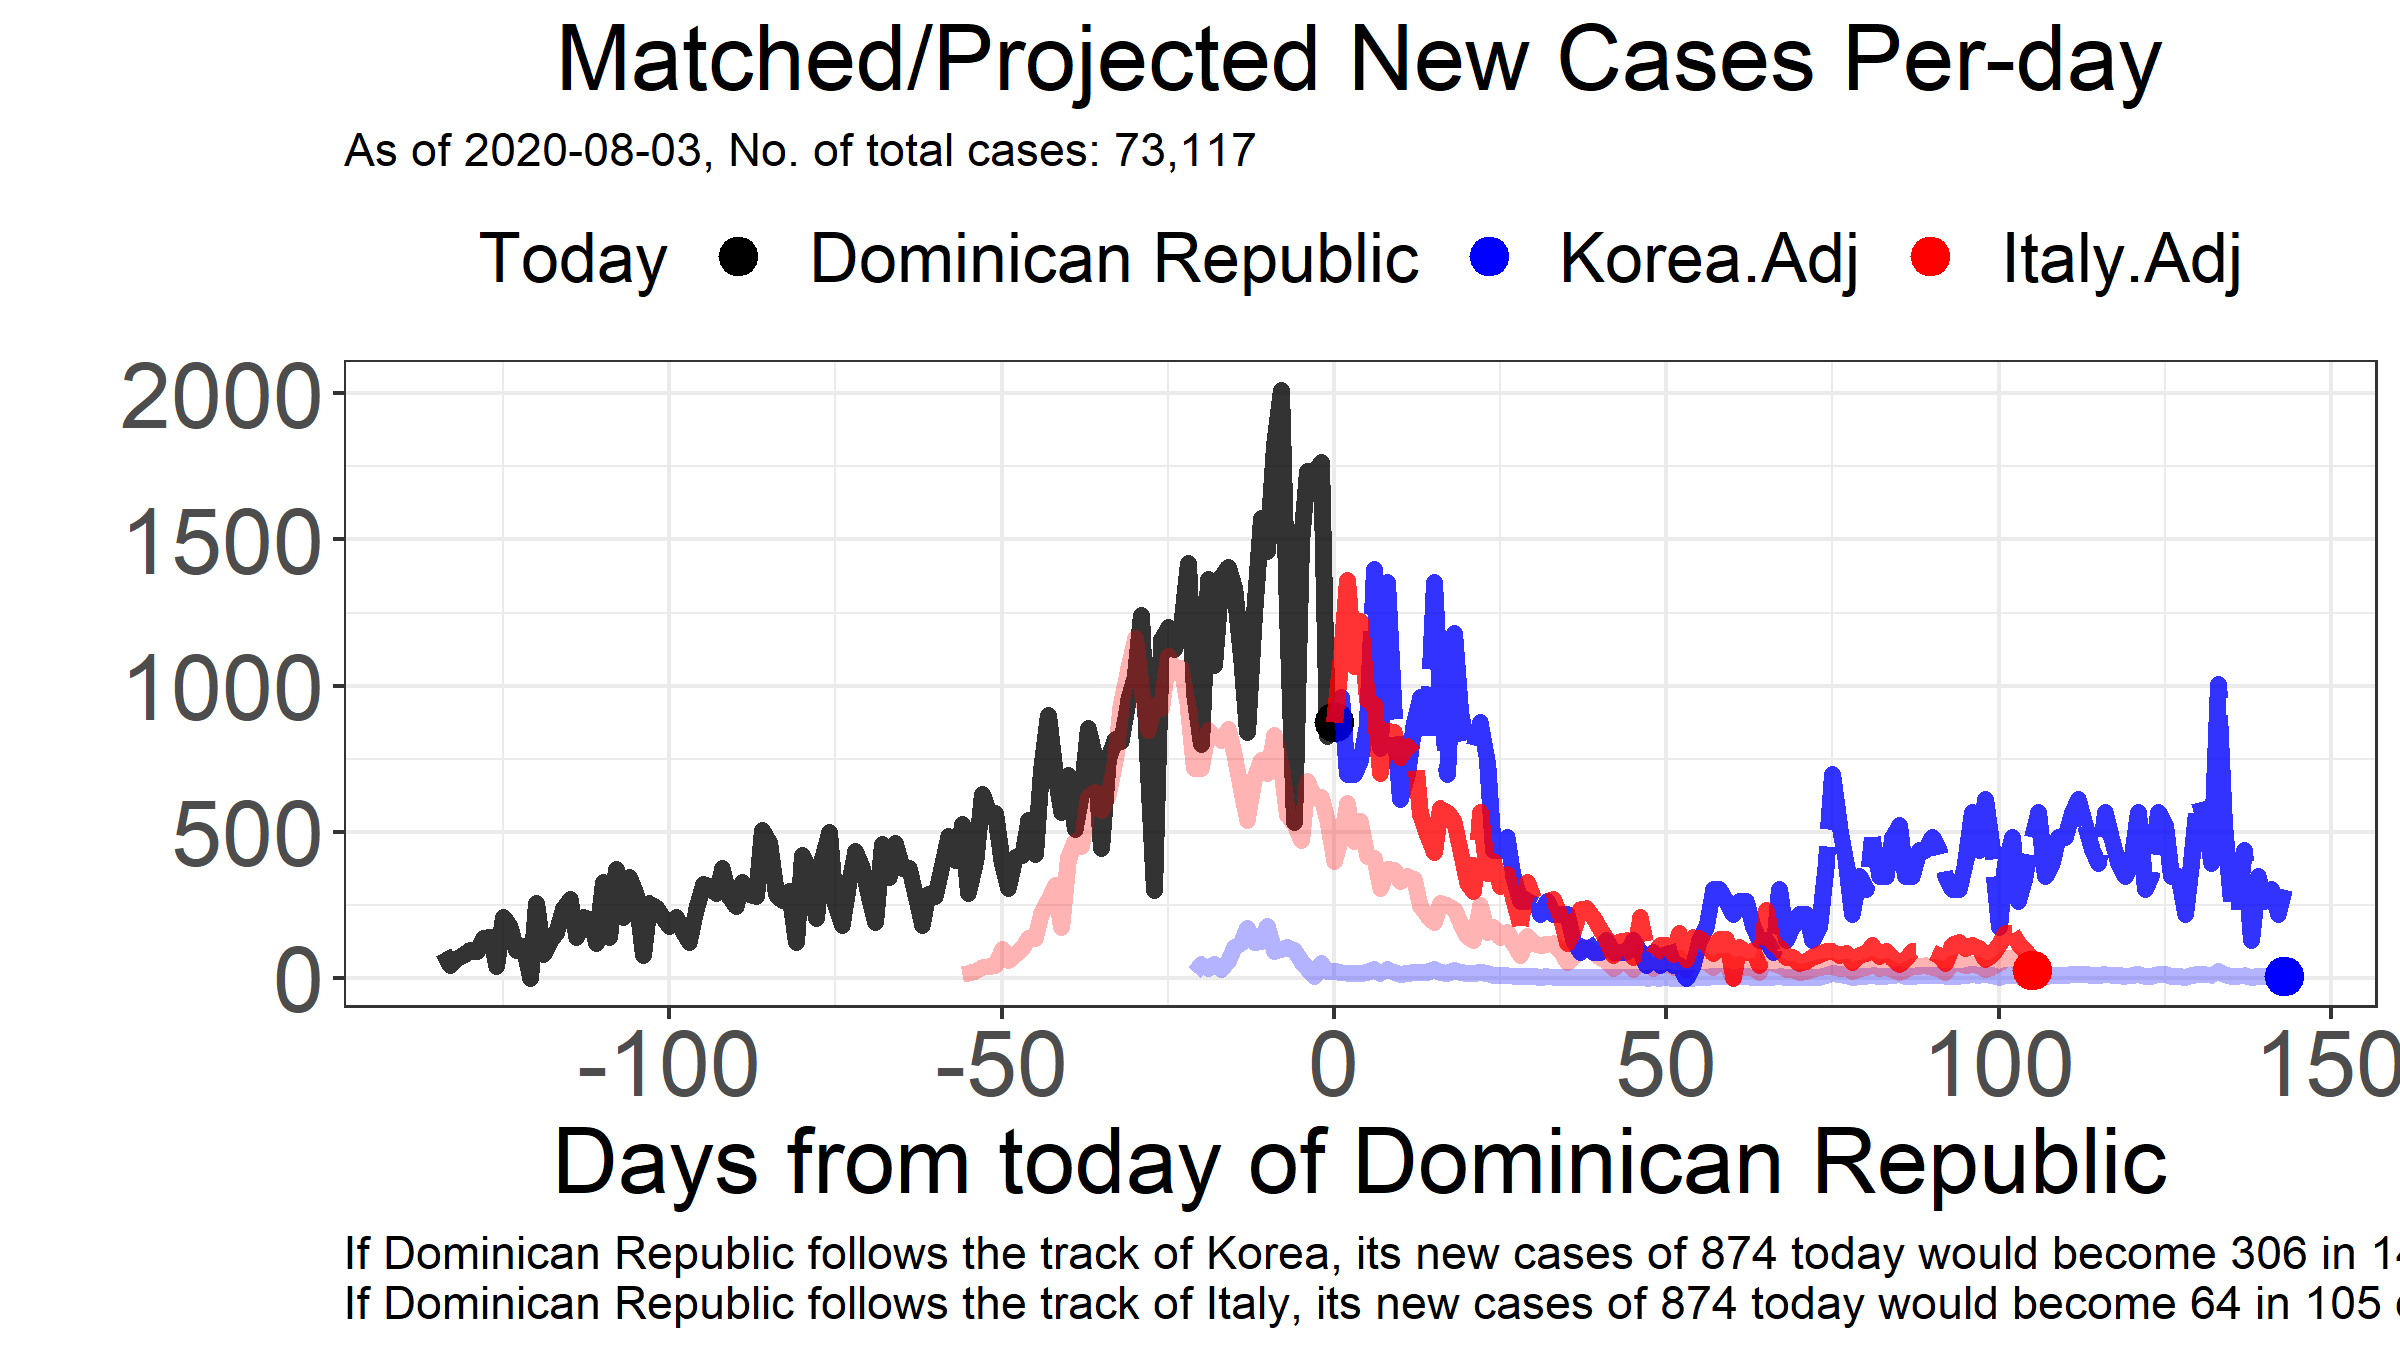 Matched/Projected New Cases Per-day
As of 2020-08-03, No. of total cases: 73,117
Today Dominican Republic Korea.Adj Italy.Adj
2000
1500
1000
500
0
-100 -50 0 50 100 150
Days from today of Dominican Republic
If Dominican Republic follows the track of Korea, its new cases of 874 today would become 306 in
If Dominican Republic follows the track of Italy, its new cases of 874 today would become 64 in 105